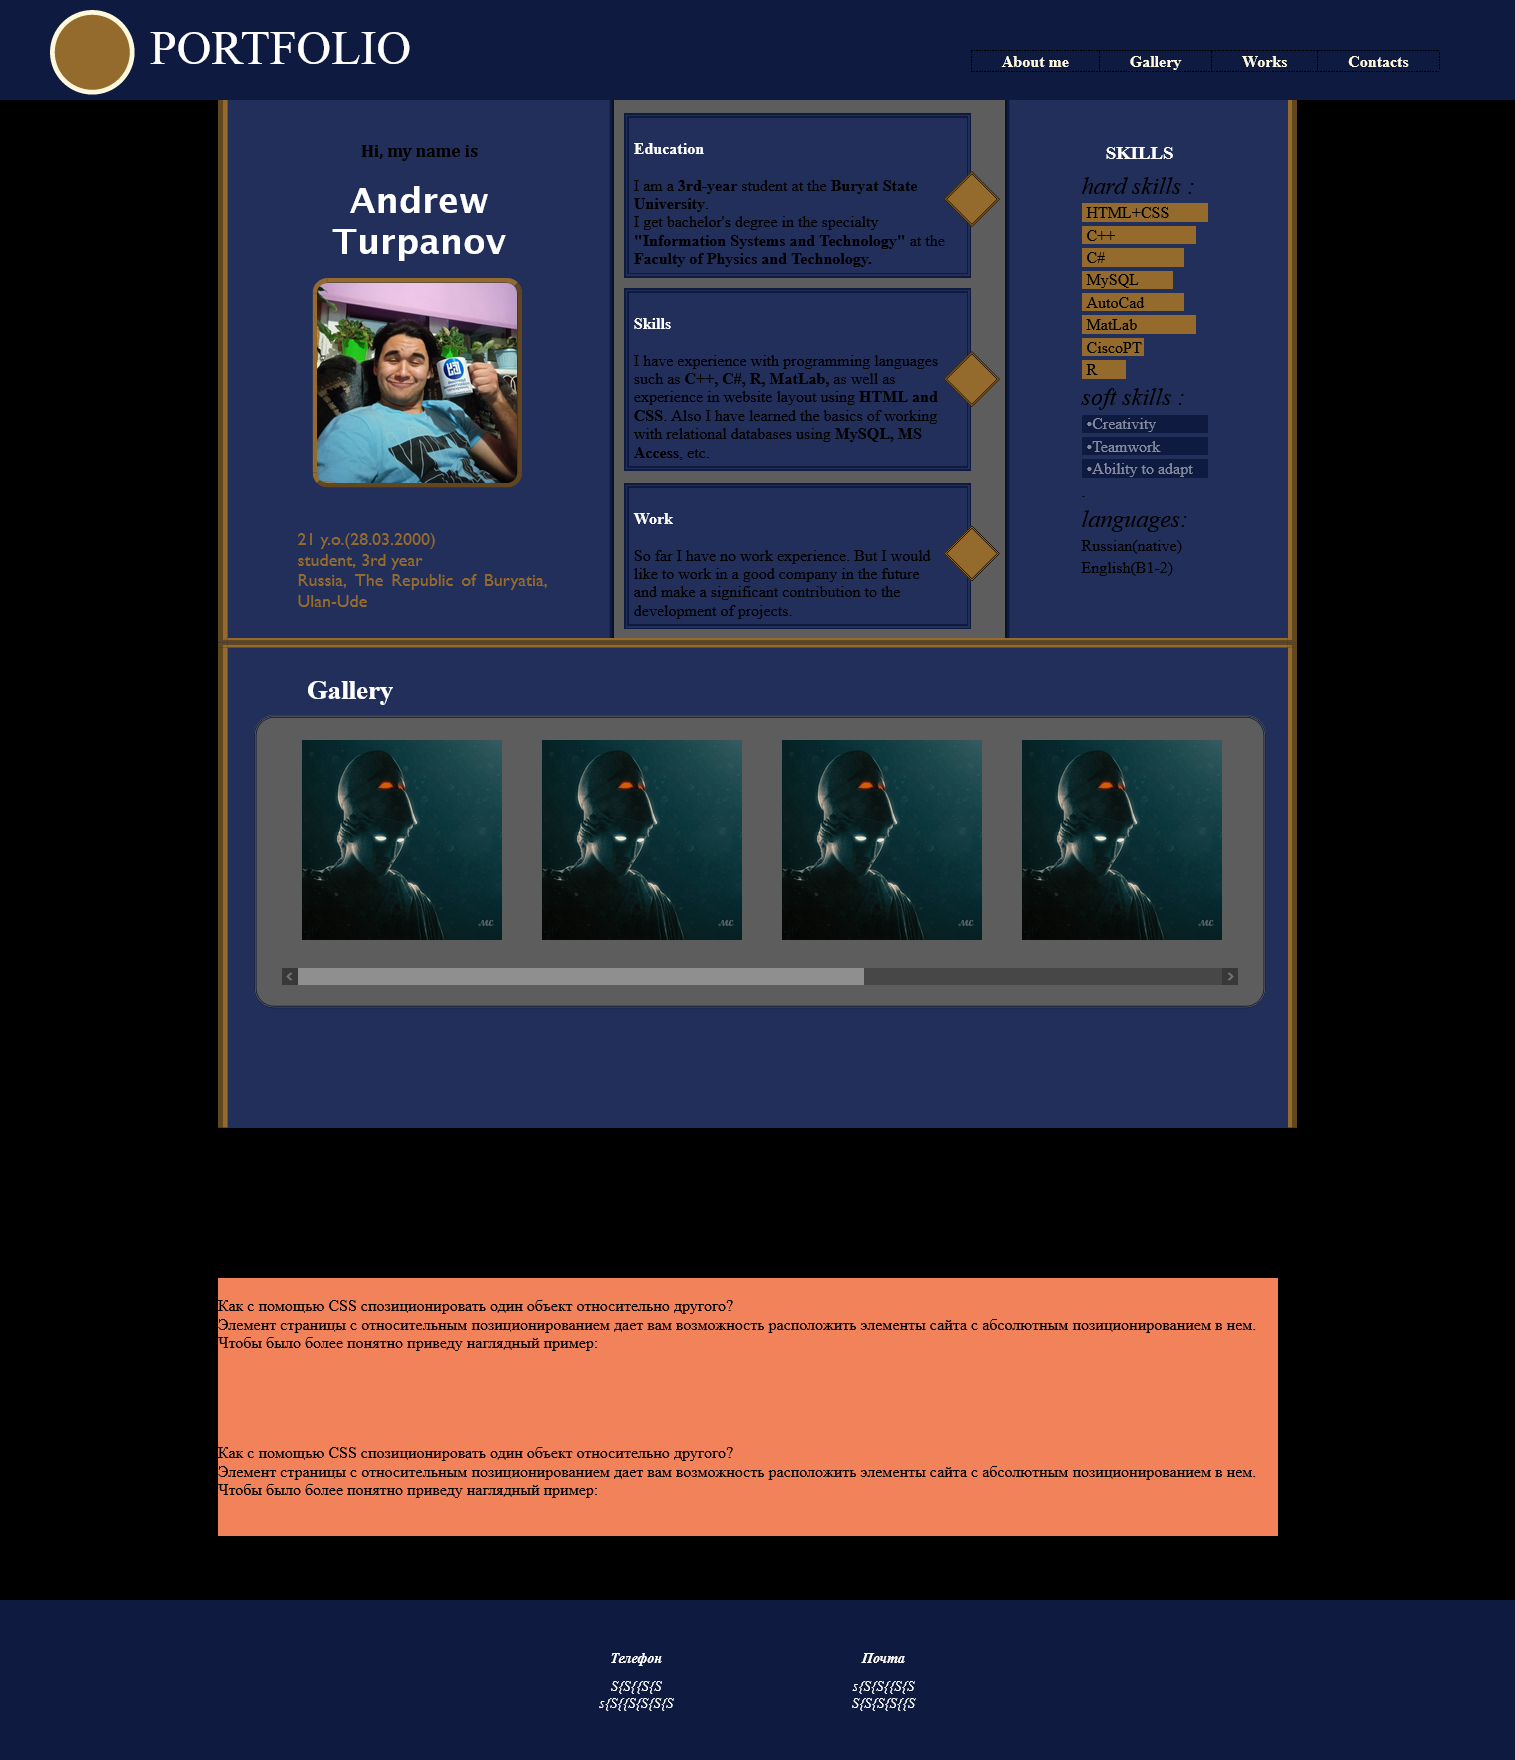 PORTFOLIO
About me
Gallery
Works
Contacts
Hi, my name is
Andrew
Turpanov
21 y.o.(28.03.2000)
student, 3rd year
Russia, The Republic of Buryatia,
Ulan-Ude
Education
I am a 3rd-year student at the Buryat State
University.
I get bachelor's degree in the specialty
"Information Systems and Technology" at the
Faculty of Physics and Technology.
Skills
I have experience with programming languages
such as C++, C#, R, MatLab, as well as
experience in website layout using HTML and
CSS. Also I have learned the basics of working
with relational databases using MySQL, MS
Access, etc.
Work
So far I have no work experience. But I would
like to work in a good company in the future
and make a significant contribution to the
development of projects.
SKILLS
hard skills :
HTML+CSS
C++
C#
MySQL
AutoCad
MatLab
CiscoPT
R
soft skills :
•Creativity
•Teamwork
•Ability to adapt
.
languages:
Russian(native)
English(B1-2)
Gallery
MC
MC
MC
MC
Как с помощью CSS спозиционировать один объект относительно другого?
Элемент страницы с относительным позиционированием дает вам возможность расположить элементы сайта с абсолютным позиционированием в нем.
Чтобы было более понятно приведу наглядный пример:
Как с помощью CSS спозиционировать один объект относительно другого?
Элемент страницы с относительным позиционированием дает вам возможность расположить элементы сайта с абсолютным позиционированием в нем.
Чтобы было более понятно приведу наглядный пример:
Телефон
S{S{{S{S
s{S{{S{S{S{S
Почта
s{S{S{{S{S
S{S{S{S{{S